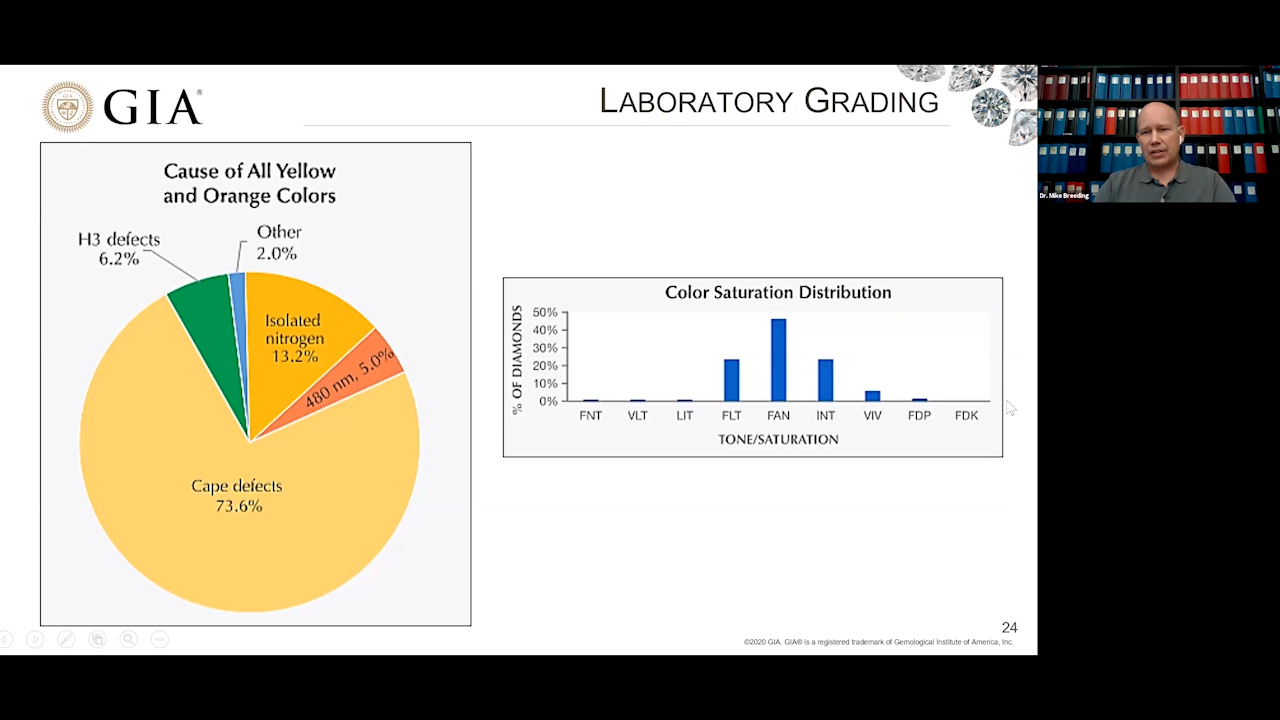 GIA®
LABORATORY GRADING
Cause of All Yellow
and Orange Colors
H3 defects
6.2%
Other
2.0%
Isolated
nitrogen
13.2%
480 nm, 5.0%
Cape defects
73.6%
Color Saturation Distribution
% OF DIAMONDS
50%
40%
30%
20%
10%
0%
FNT VLT LIT FLT FAN INT VIV FDP FDK
TONE/SATURATION
24
©2020 GIA. GIA® is a registered trademark of Gemological Institute of America, Inc.
Dr. Mike Breeding